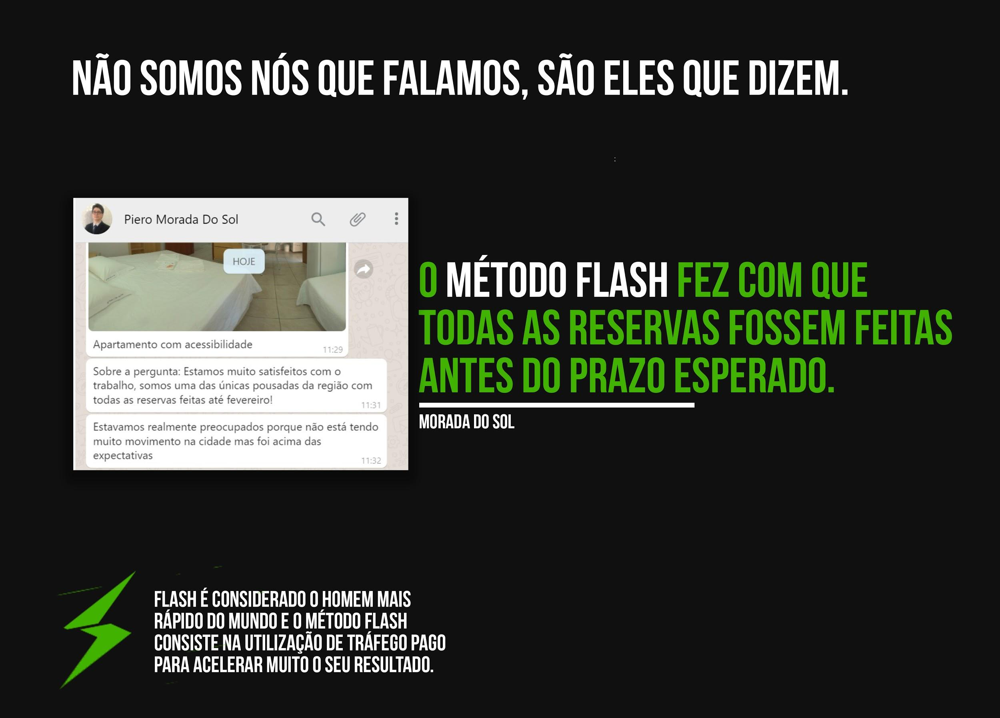 NÃO SOMOS NÓS QUE FALAMOS, SÃO ELES QUE DIZEM.
:
Piero Morada Do Sol
HOJE
Apartamento com acessibilidade
11:29
Sobre a pergunta: Estamos muito satisfeitos com o
trabalho, somos uma das únicas pousadas da região com
todas as reservas feitas até fevereiro!
11:31
Estavamos realmente preocupados porque não está tendo
muito movimento na cidade mas foi acima das
expectativas
11:32
O MÉTODO FLASH FEZ COM QUE
TODAS AS RESERVAS FOSSEM FEITAS
ANTES DO PRAZO ESPERADO.
MORADA DO SOL
FLASH É CONSIDERADO O HOMEM MAIS
RÁPIDO DO MUNDO E O MÉTODO FLASH
CONSISTE NA UTILIZAÇÃO DE TRÁFEGO PAGO
PARA ACELERAR MUITO O SEU RESULTADO.